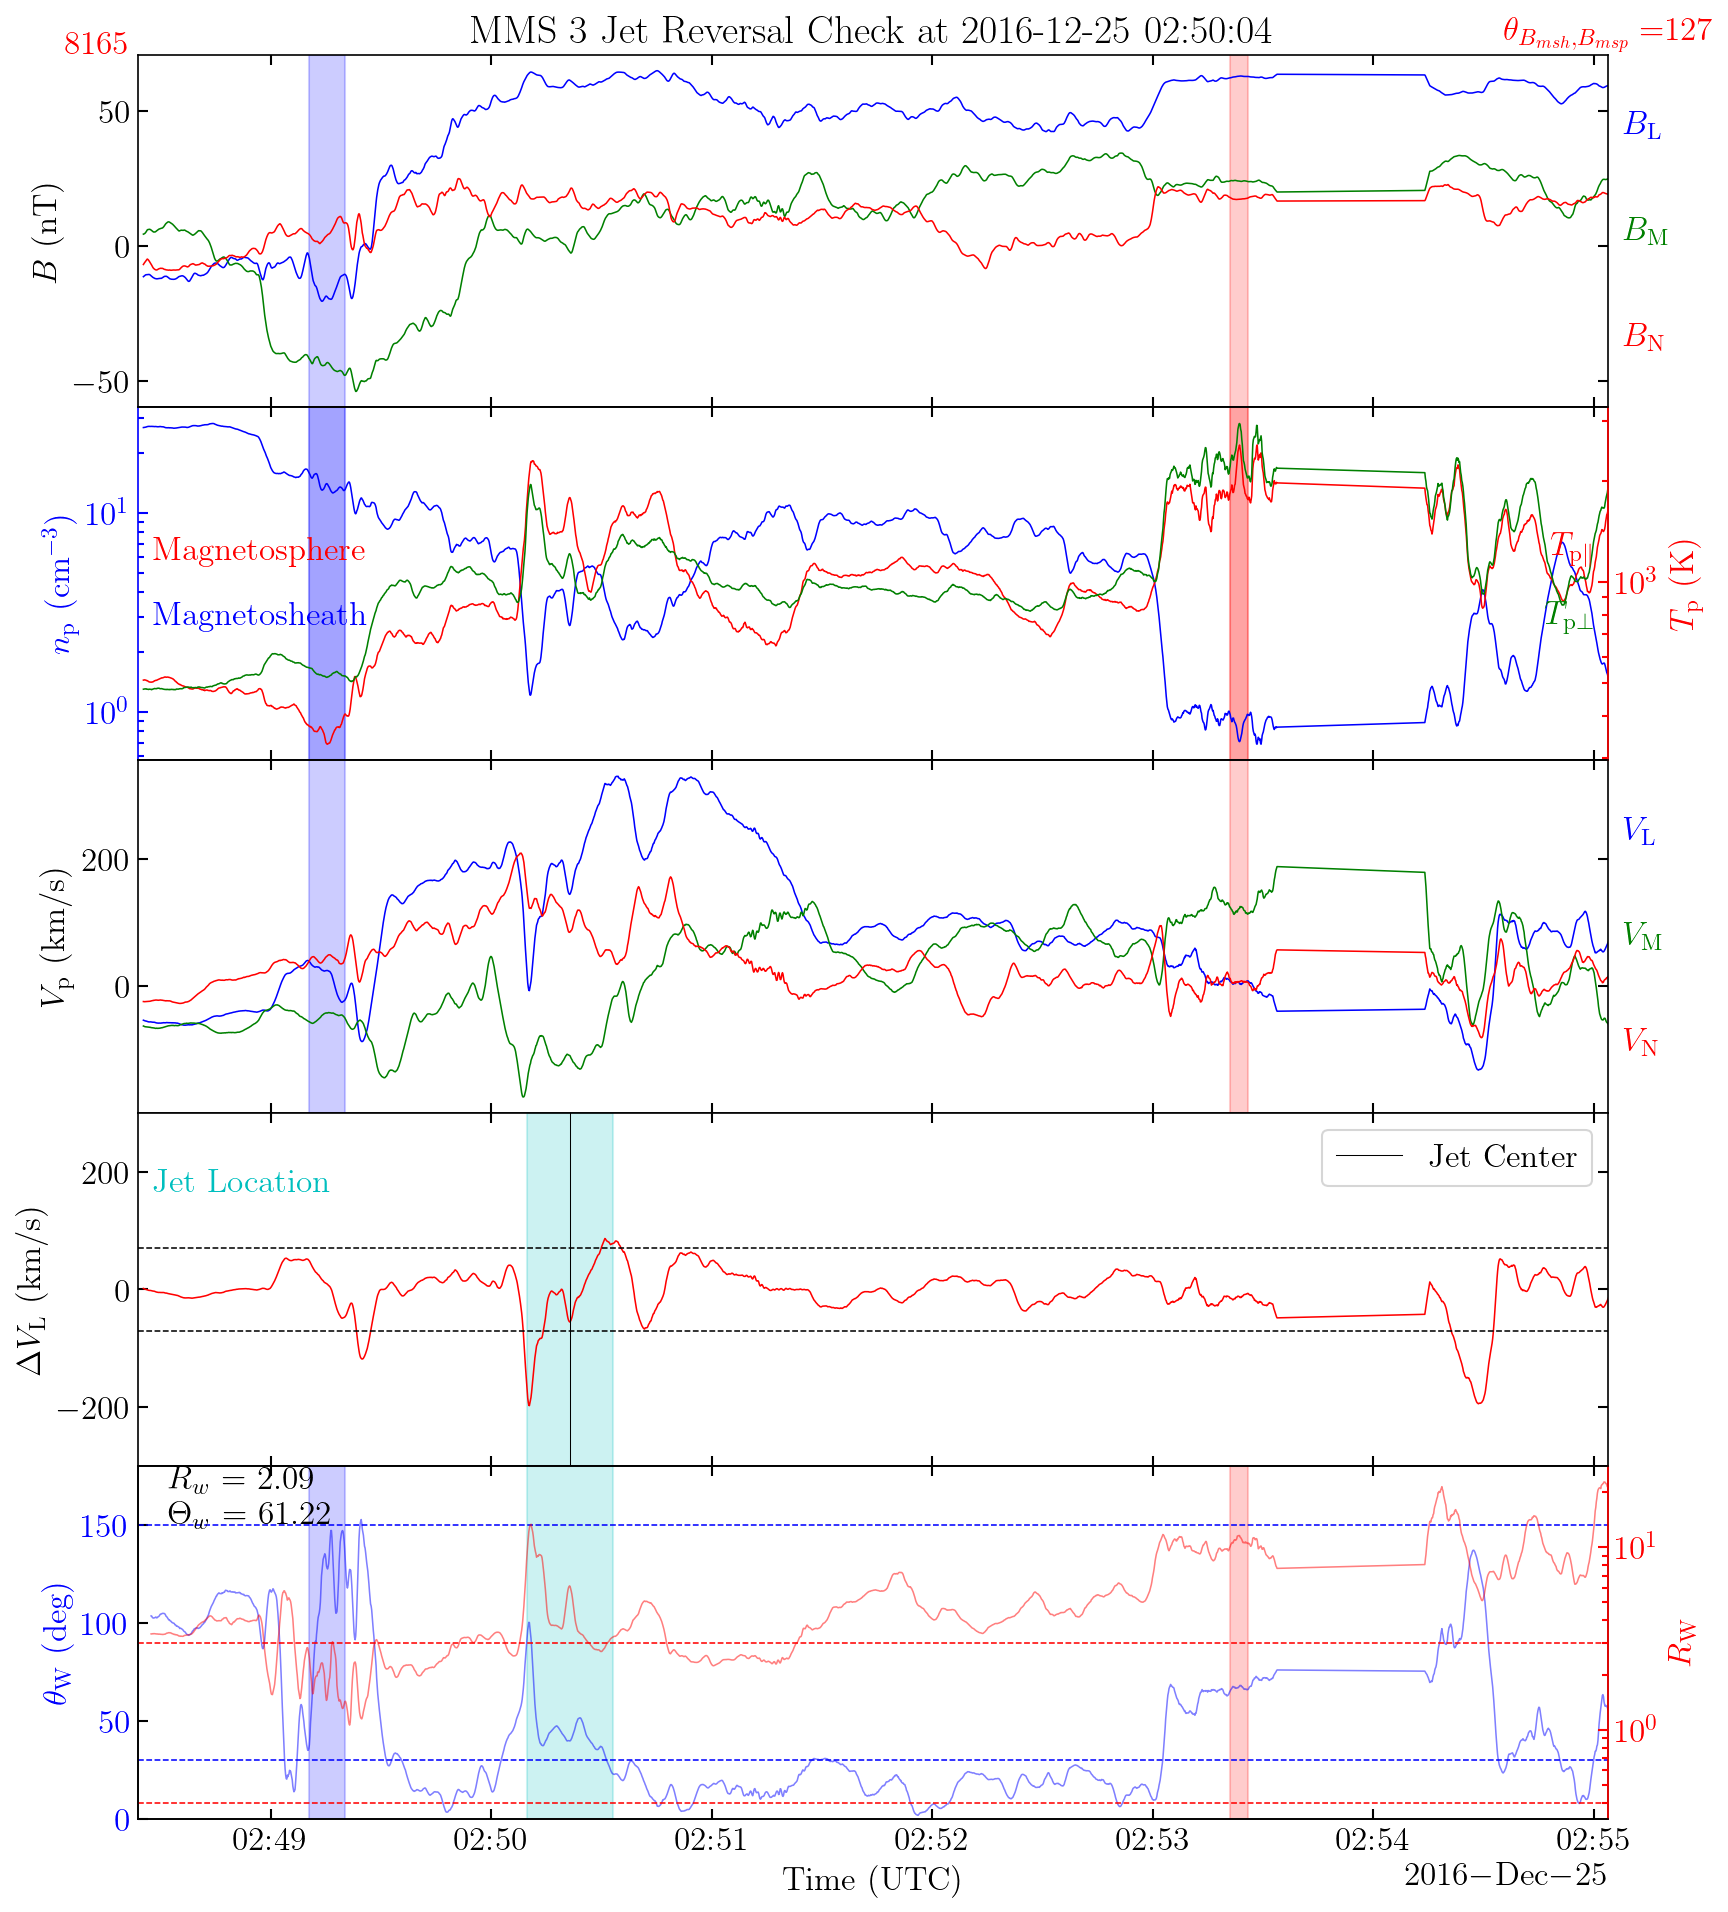 MMS 3 Jet Reversal Check at 2016-12-25 02:50:04
8165
θ_{B_{msh},B_{msp}} =127
50
0
−50
B (nT)
B_L
B_M
B_N
10^1
10^0
n_p (cm^{−3})
Magnetosphere
Magnetosheath
T_{p∥}
T_{p⊥}
10^3
T_p (K)
200
0
V_p (km/s)
V_L
V_M
V_N
Jet Location
Jet Center
200
0
−200
ΔV_L (km/s)
R_w = 2.09
Θ_w = 61.22
150
100
50
0
θ_W (deg)
10^1
10^0
R_W
02:49 02:50 02:51 02:52 02:53 02:54 02:55
Time (UTC)
2016−Dec−25